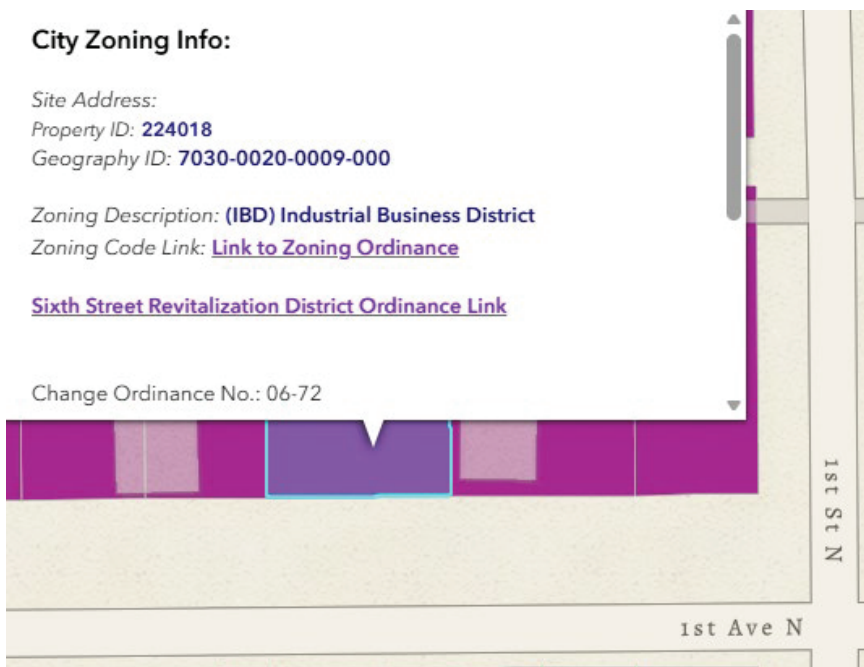 City Zoning Info:
Site Address:
Property ID: 224018
Geography ID: 7030-0020-0009-000
Zoning Description: (IBD) Industrial Business District
Zoning Code Link: Link to Zoning Ordinance
Sixth Street Revitalization District Ordinance Link
Change Ordinance No.: 06-72
1st St N
1st Ave N